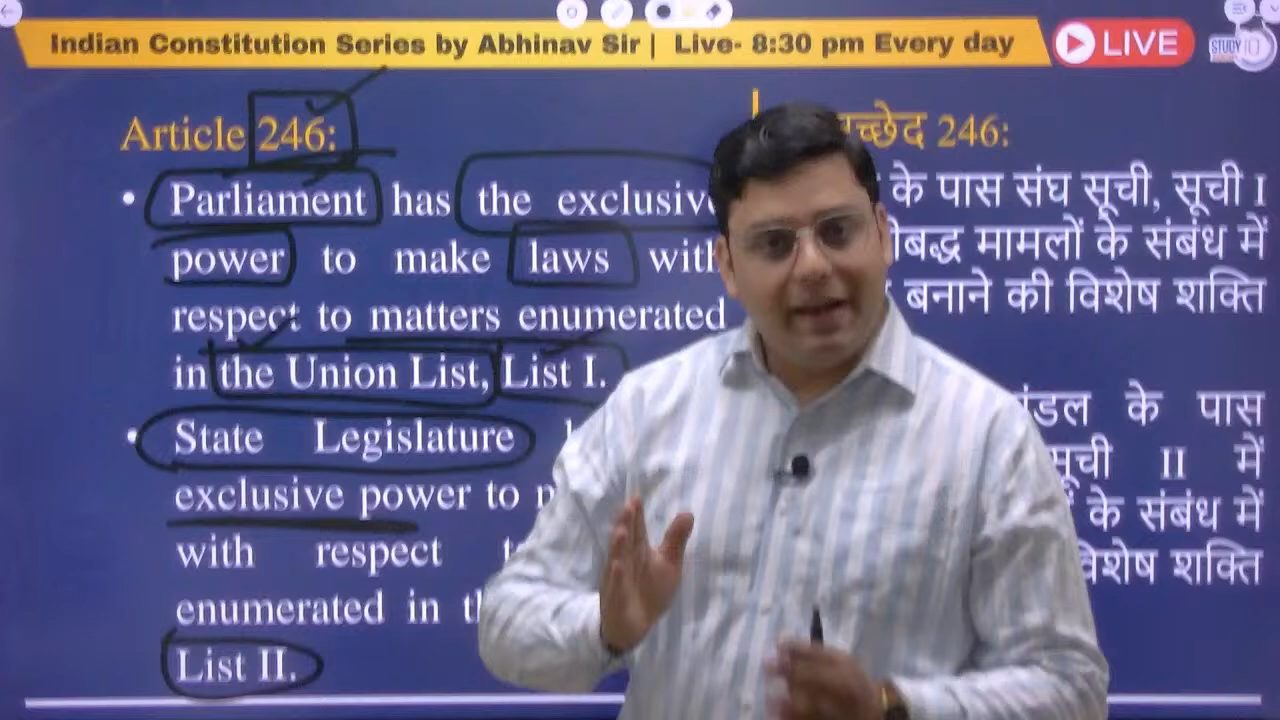 Indian Constitution Series by Abhinav Sir | Live- 8:30 pm Every day
LIVE
STUDY
Article 246:
• Parliament has the exclusive
power to make laws with
respect to matters enumerated
in the Union List, List I.
• State Legislature
exclusive power to
with respect
enumerated in
List II.
246:
के पास संघ सूची, सूची I
मामलों के संबंध में
बनाने की विशेष शक्ति
के पास
सूची II में
के संबंध में
विशेष शक्ति